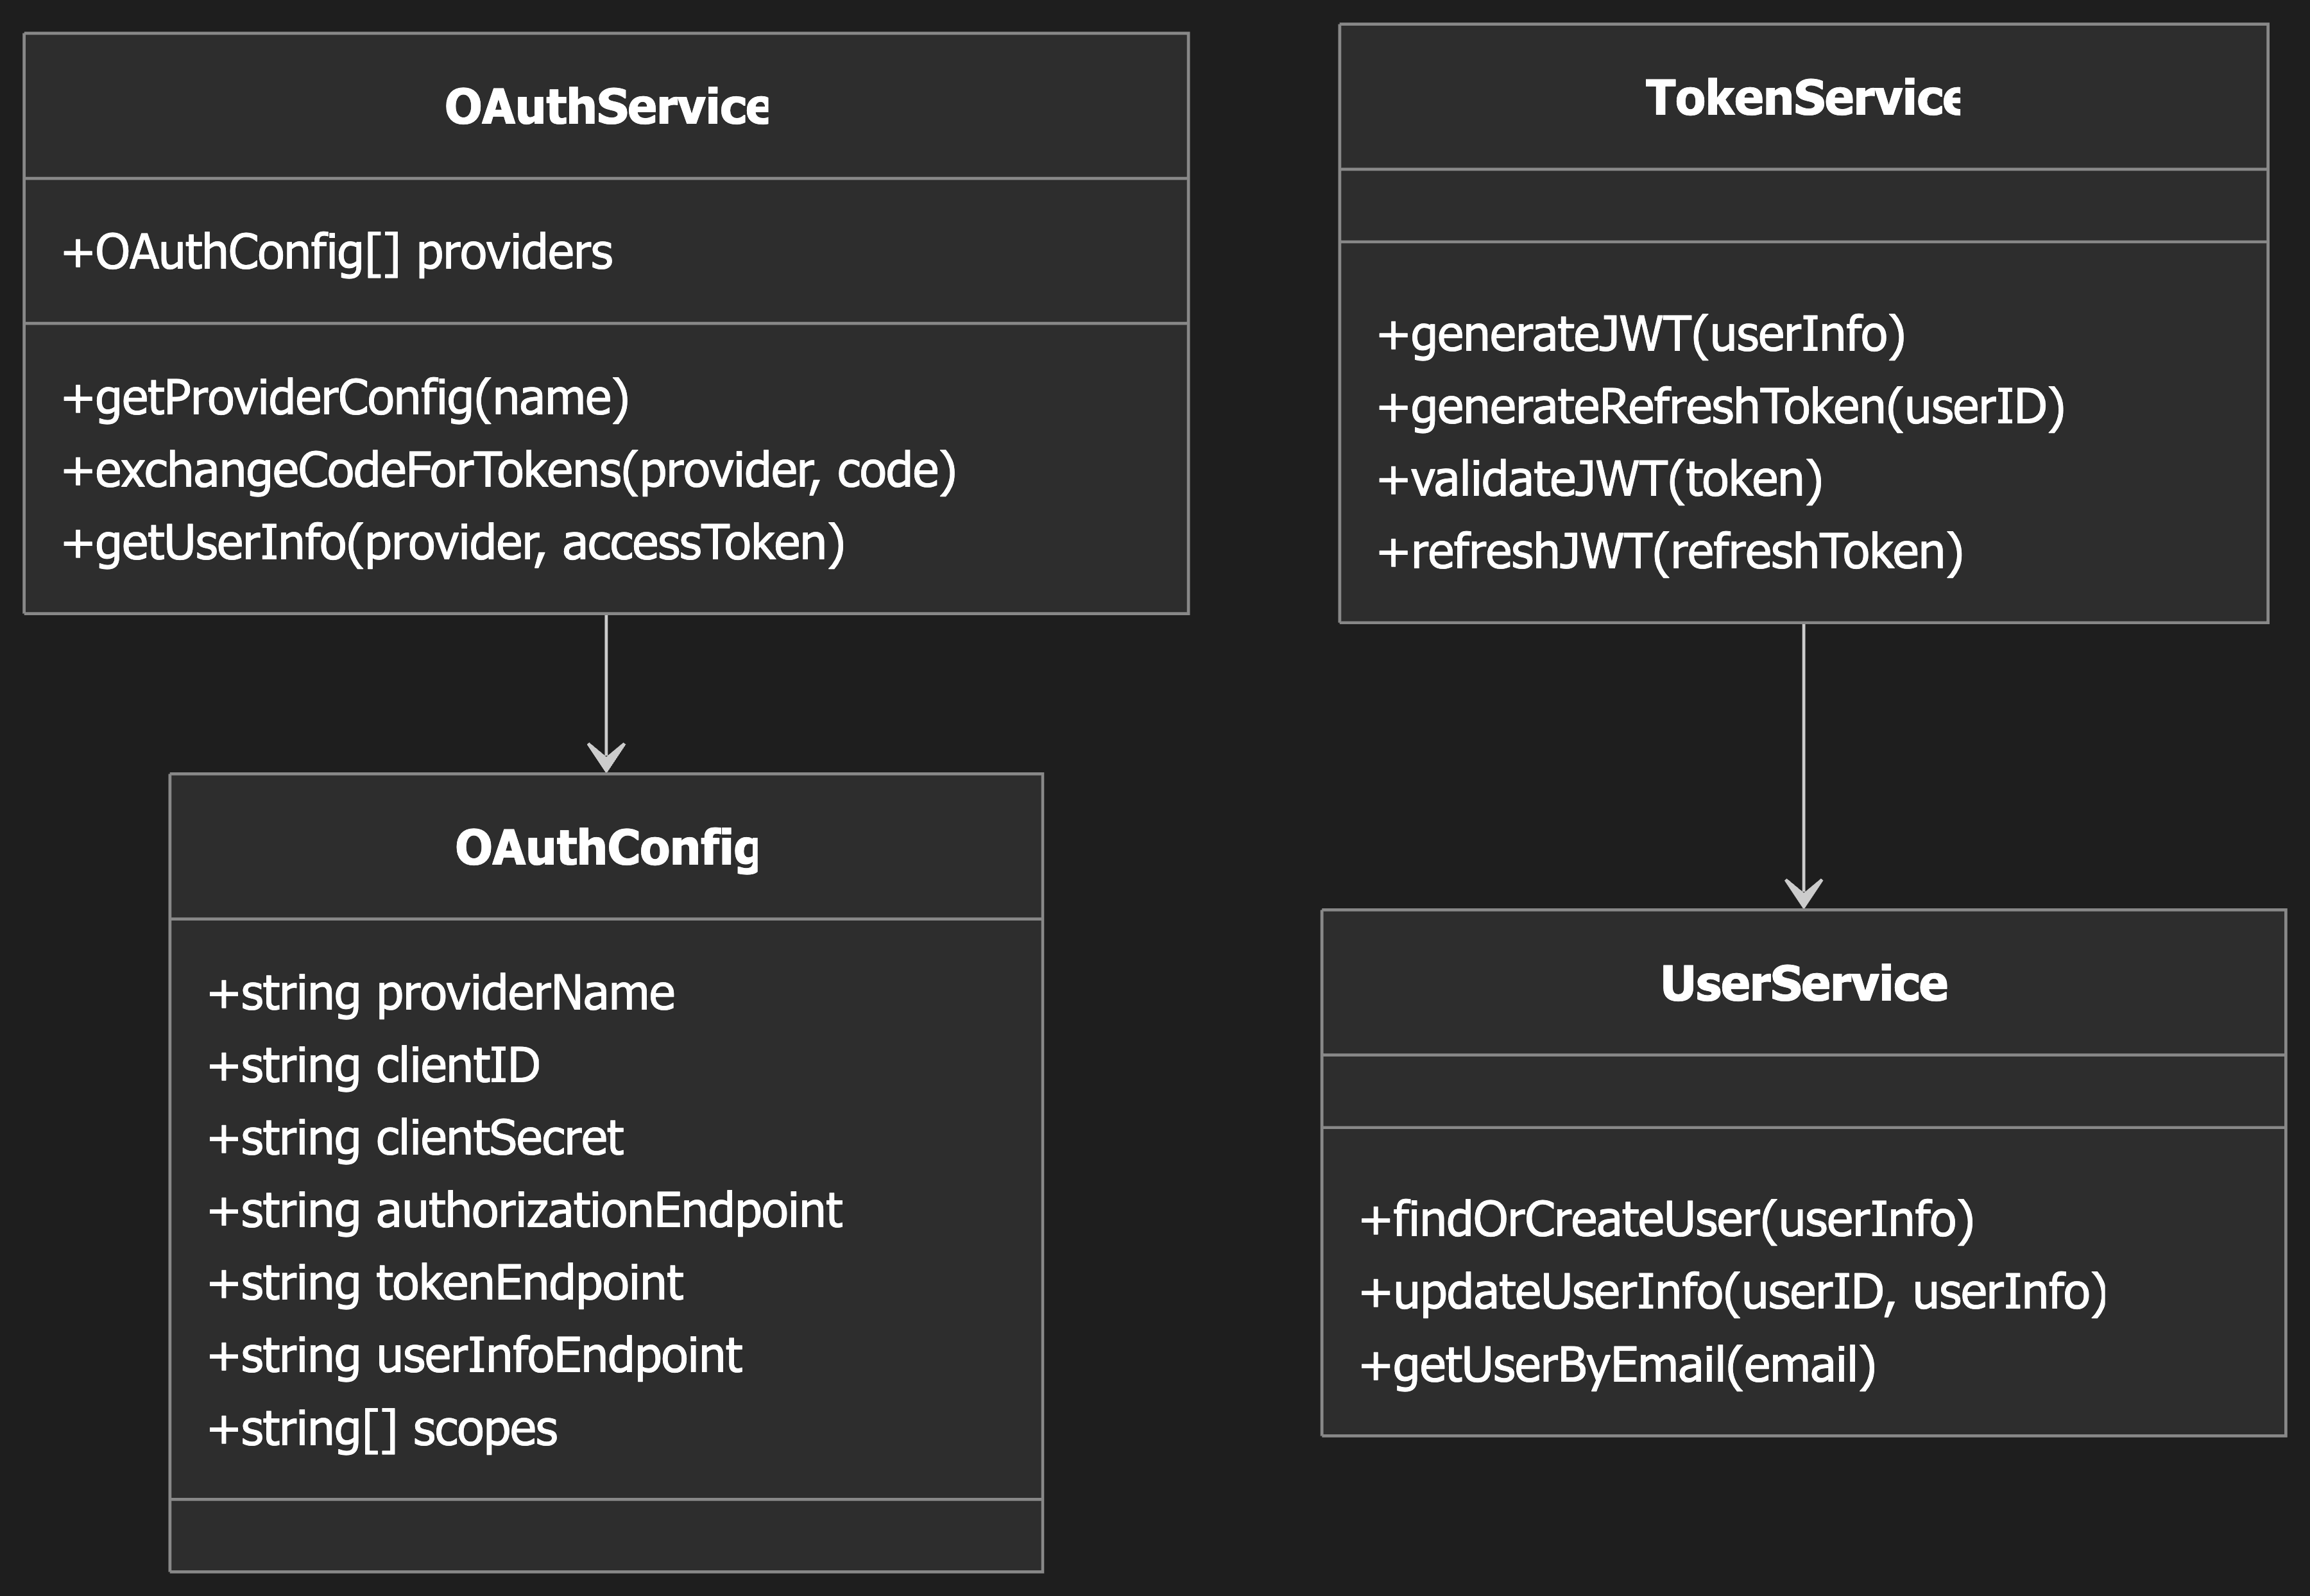 OAuthService
+OAuthConfig[] providers
+getProviderConfig(name)
+exchangeCodeForTokens(provider, code)
+getUserInfo(provider, accessToken)
TokenService
+generateJWT(userInfo)
+generateRefreshToken(userID)
+validateJWT(token)
+refreshJWT(refreshToken)
OAuthConfig
+string providerName
+string clientID
+string clientSecret
+string authorizationEndpoint
+string tokenEndpoint
+string userInfoEndpoint
+string[] scopes
UserService
+findOrCreateUser(userInfo)
+updateUserInfo(userID, userInfo)
+getUserByEmail(email)